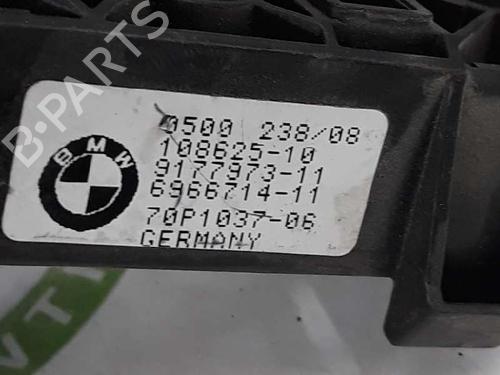 B-PARTS
BMW
0500 238/08
108625-10
9177973-11
6966714-11
70P1037-06
GERMANY